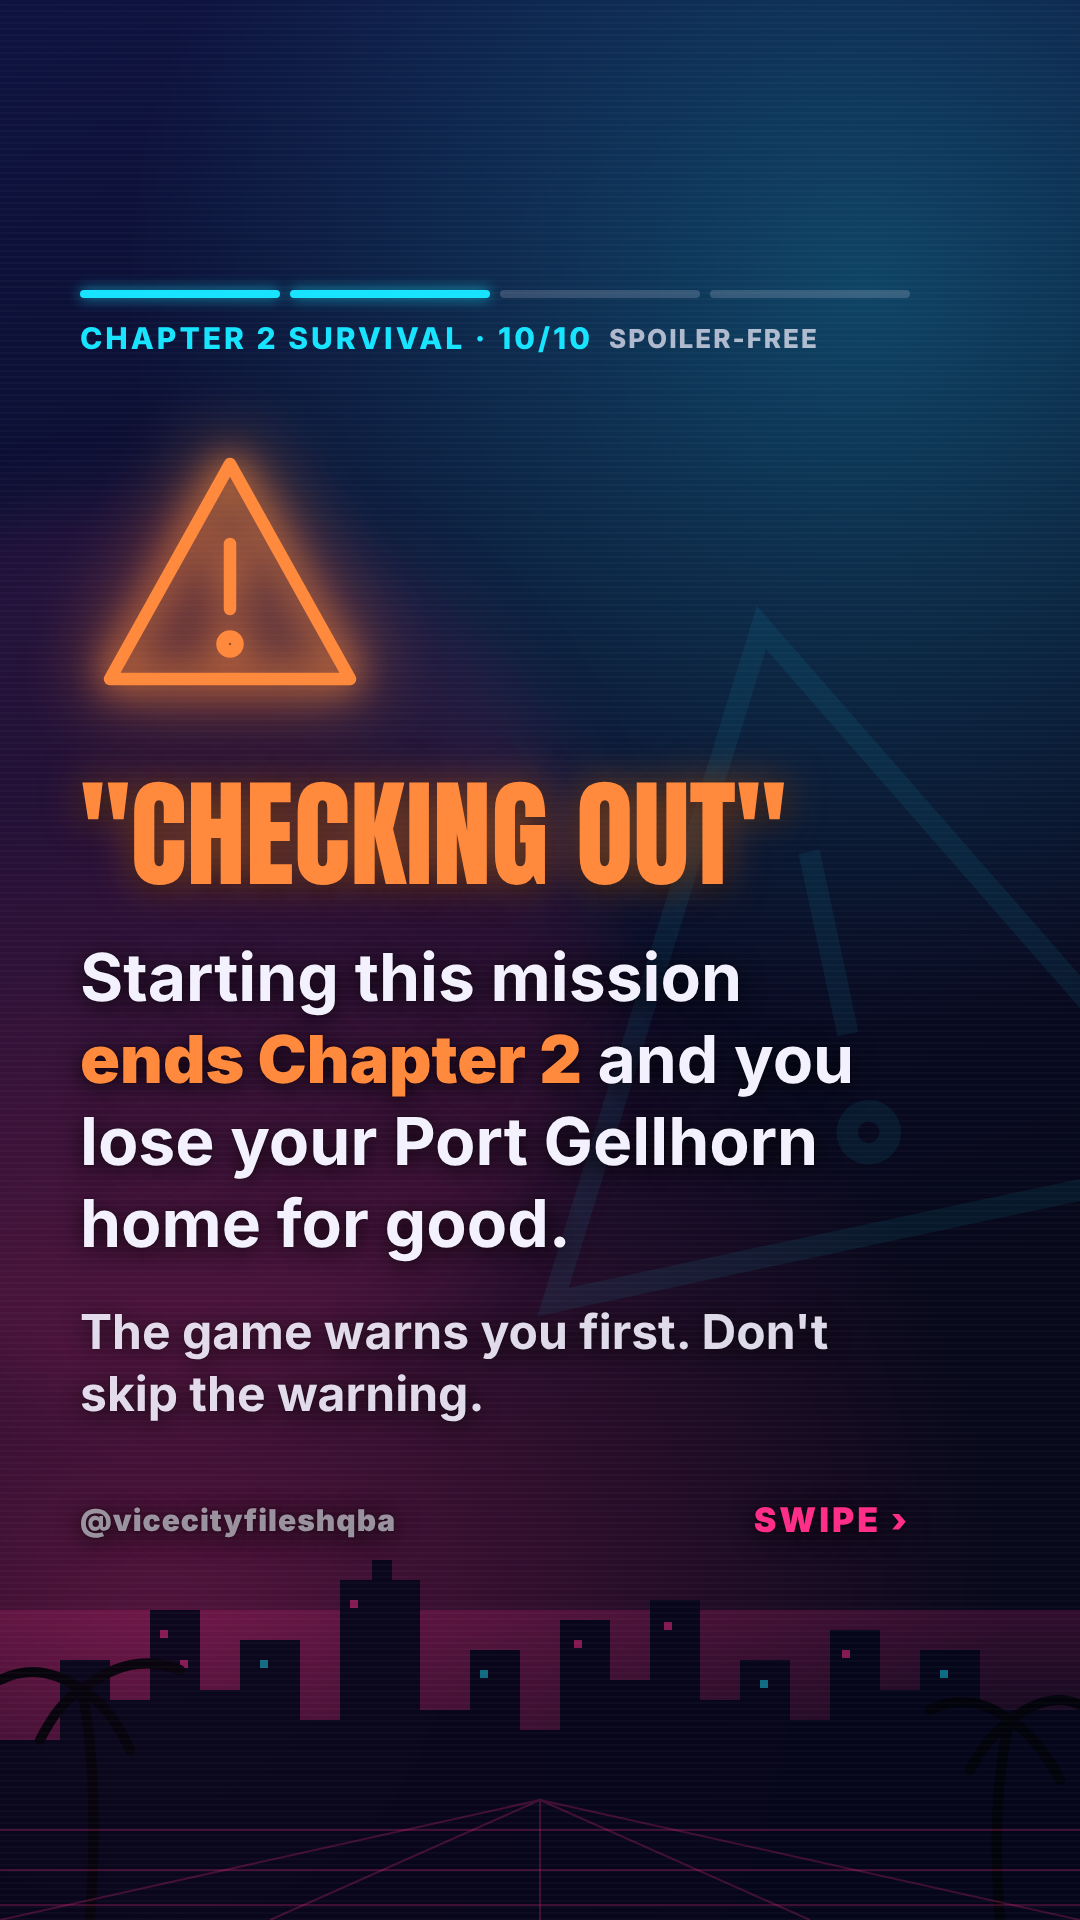 CHAPTER 2 SURVIVAL · 10/10 SPOILER-FREE
"CHECKING OUT"
Starting this mission
ends Chapter 2 and you
lose your Port Gellhorn
home for good.
The game warns you first. Don't
skip the warning.
@vicecityfileshqba
SWIPE ›